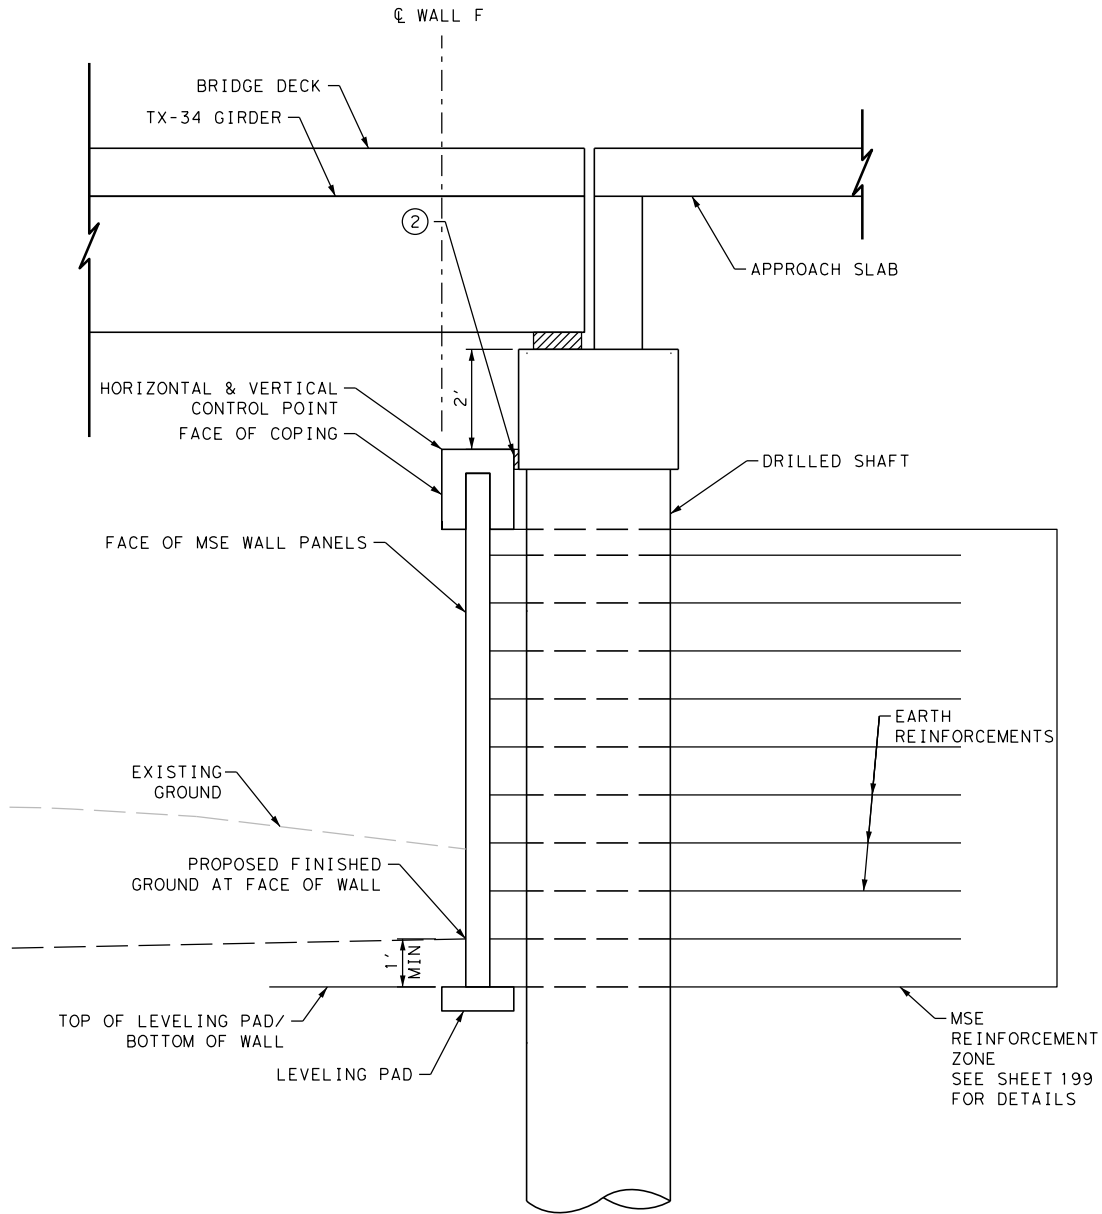 ℄ WALL F
BRIDGE DECK
TX-34 GIRDER
2
APPROACH SLAB
HORIZONTAL & VERTICAL
CONTROL POINT
2'
FACE OF COPING
DRILLED SHAFT
FACE OF MSE WALL PANELS
EARTH
REINFORCEMENTS
EXISTING
GROUND
PROPOSED FINISHED
GROUND AT FACE OF WALL
1'
MIN
TOP OF LEVELING PAD/
BOTTOM OF WALL
LEVELING PAD
MSE
REINFORCEMENT
ZONE
SEE SHEET 199
FOR DETAILS